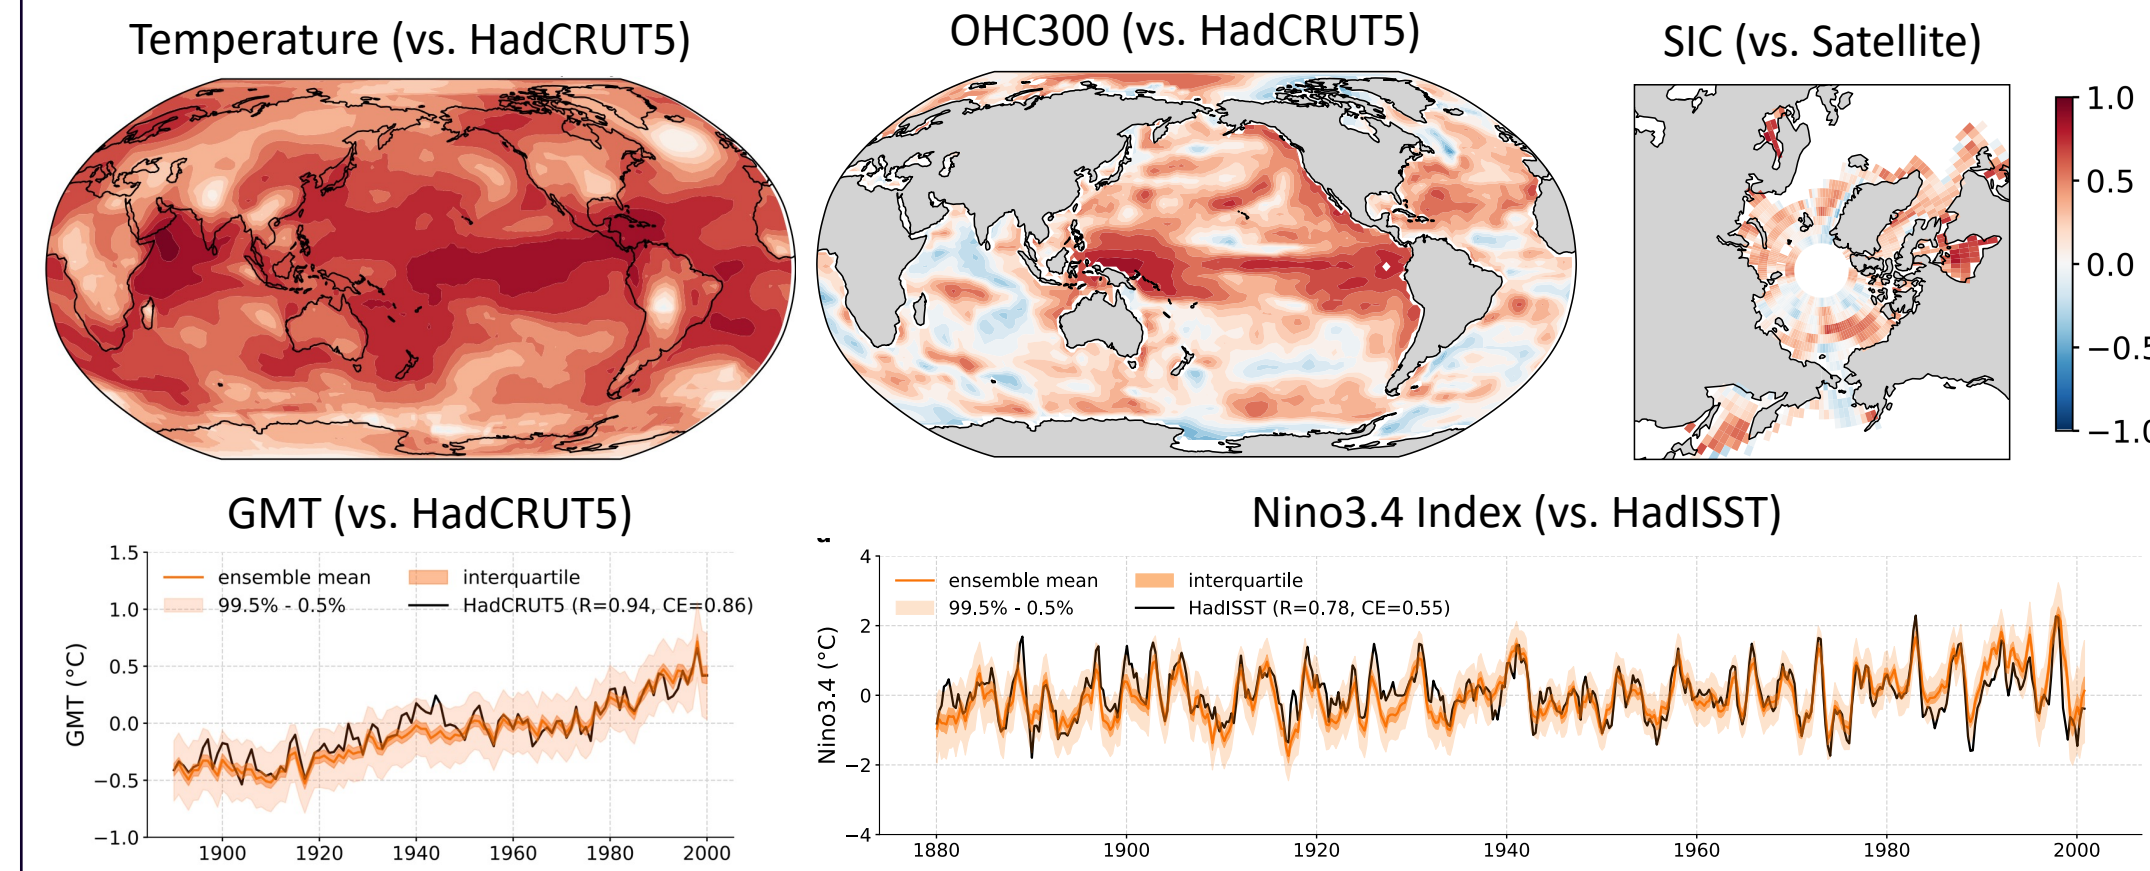 Temperature (vs. HadCRUT5)
OHC300 (vs. HadCRUT5)
SIC (vs. Satellite)
1.0
0.5
0.0
−0.5
−1.0
GMT (vs. HadCRUT5)
1.5
1.0
0.5
0.0
−0.5
−1.0
GMT (°C)
ensemble mean
interquartile
99.5% - 0.5%
HadCRUT5 (R=0.94, CE=0.86)
1900 1920 1940 1960 1980 2000
Nino3.4 Index (vs. HadISST)
4
2
0
−2
−4
Nino3.4 (°C)
ensemble mean
interquartile
99.5% - 0.5%
HadISST (R=0.78, CE=0.55)
1880 1900 1920 1940 1960 1980 2000